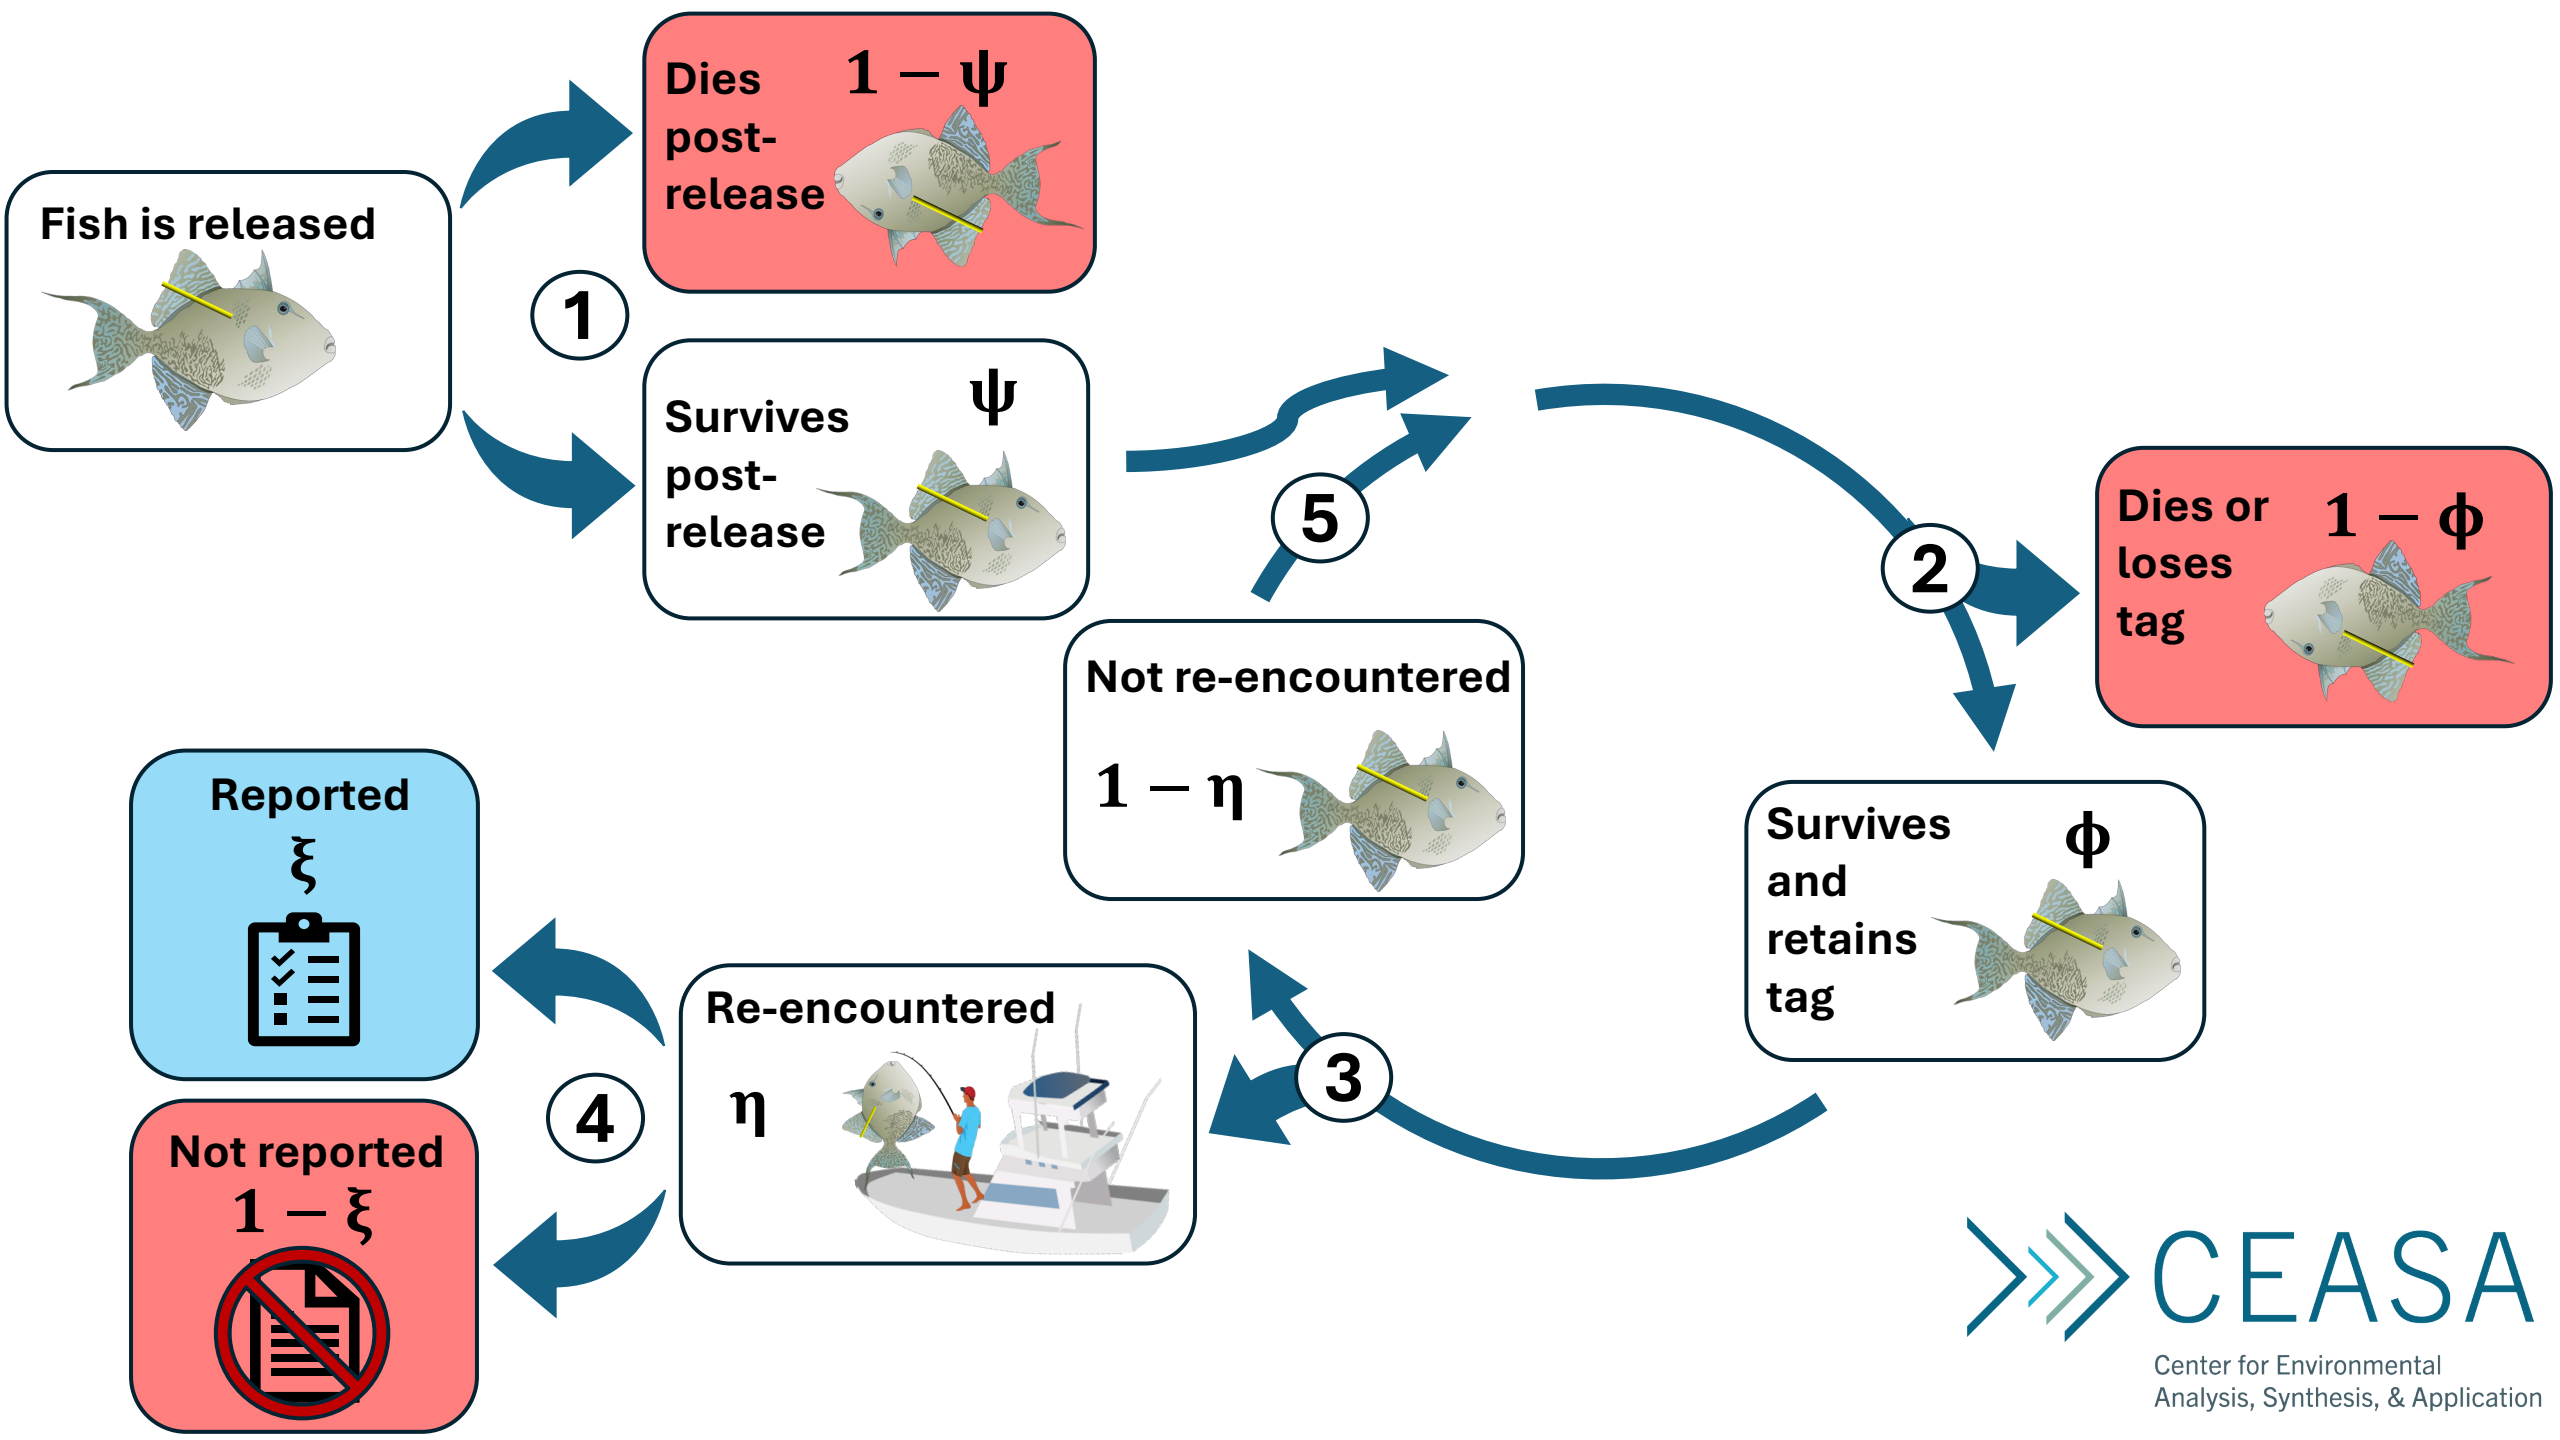 Fish is released
1
Dies
post-
release
1 − ψ
Survives
post-
release
ψ
5
2
Dies or
loses
tag
1 − ϕ
Not re-encountered
1 − η
Survives
and
retains
tag
ϕ
3
Re-encountered
η
4
Reported
ξ
Not reported
1 − ξ
CEASA
Center for Environmental
Analysis, Synthesis, & Application